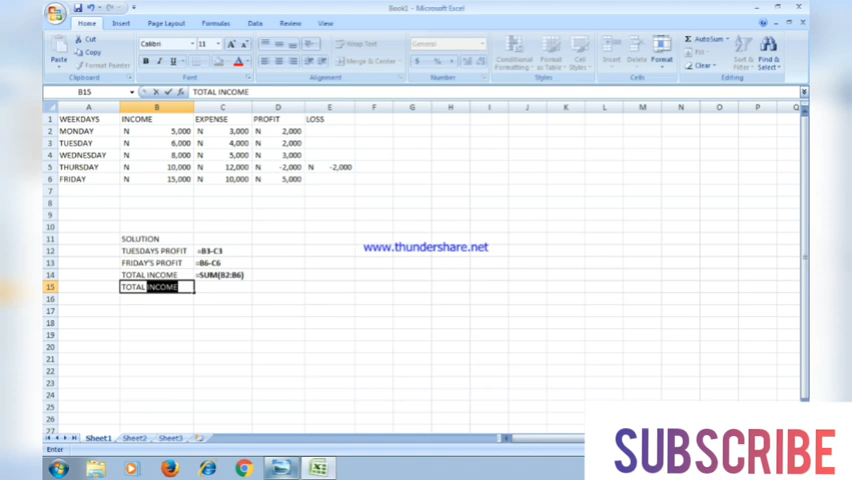 Book1 - Microsoft Excel
Home Insert Page Layout Formulas Data Review View
Paste Cut Copy Format Painter Clipboard
Calibri 11 B I U Font
Wrap Text Merge & Center Alignment
General $ % , Number
Conditional Formatting Format as Table Cell Styles Styles
Insert Delete Format Cells
Σ AutoSum Fill Clear Sort & Filter Find & Select Editing
B15 TOTAL INCOME
A B C D E F G H I J K L M N O P Q
1 WEEKDAYS INCOME EXPENSE PROFIT LOSS
2 MONDAY N 5,000 N 3,000 N 2,000
3 TUESDAY N 6,000 N 4,000 N 2,000
4 WEDNESDAY N 8,000 N 5,000 N 3,000
5 THURSDAY N 10,000 N 12,000 N -2,000 N -2,000
6 FRIDAY N 15,000 N 10,000 N 5,000
7
8
9
10
11 SOLUTION
12 TUESDAYS PROFIT =B3-C3
13 FRIDAY'S PROFIT =B6-C6
14 TOTAL INCOME =SUM(B2:B6)
15 TOTAL INCOME
16
17
18
19
20
21
22
23
24
25
26
27
www.thundershare.net
Sheet1 Sheet2 Sheet3
Enter
SUBSCRIBE